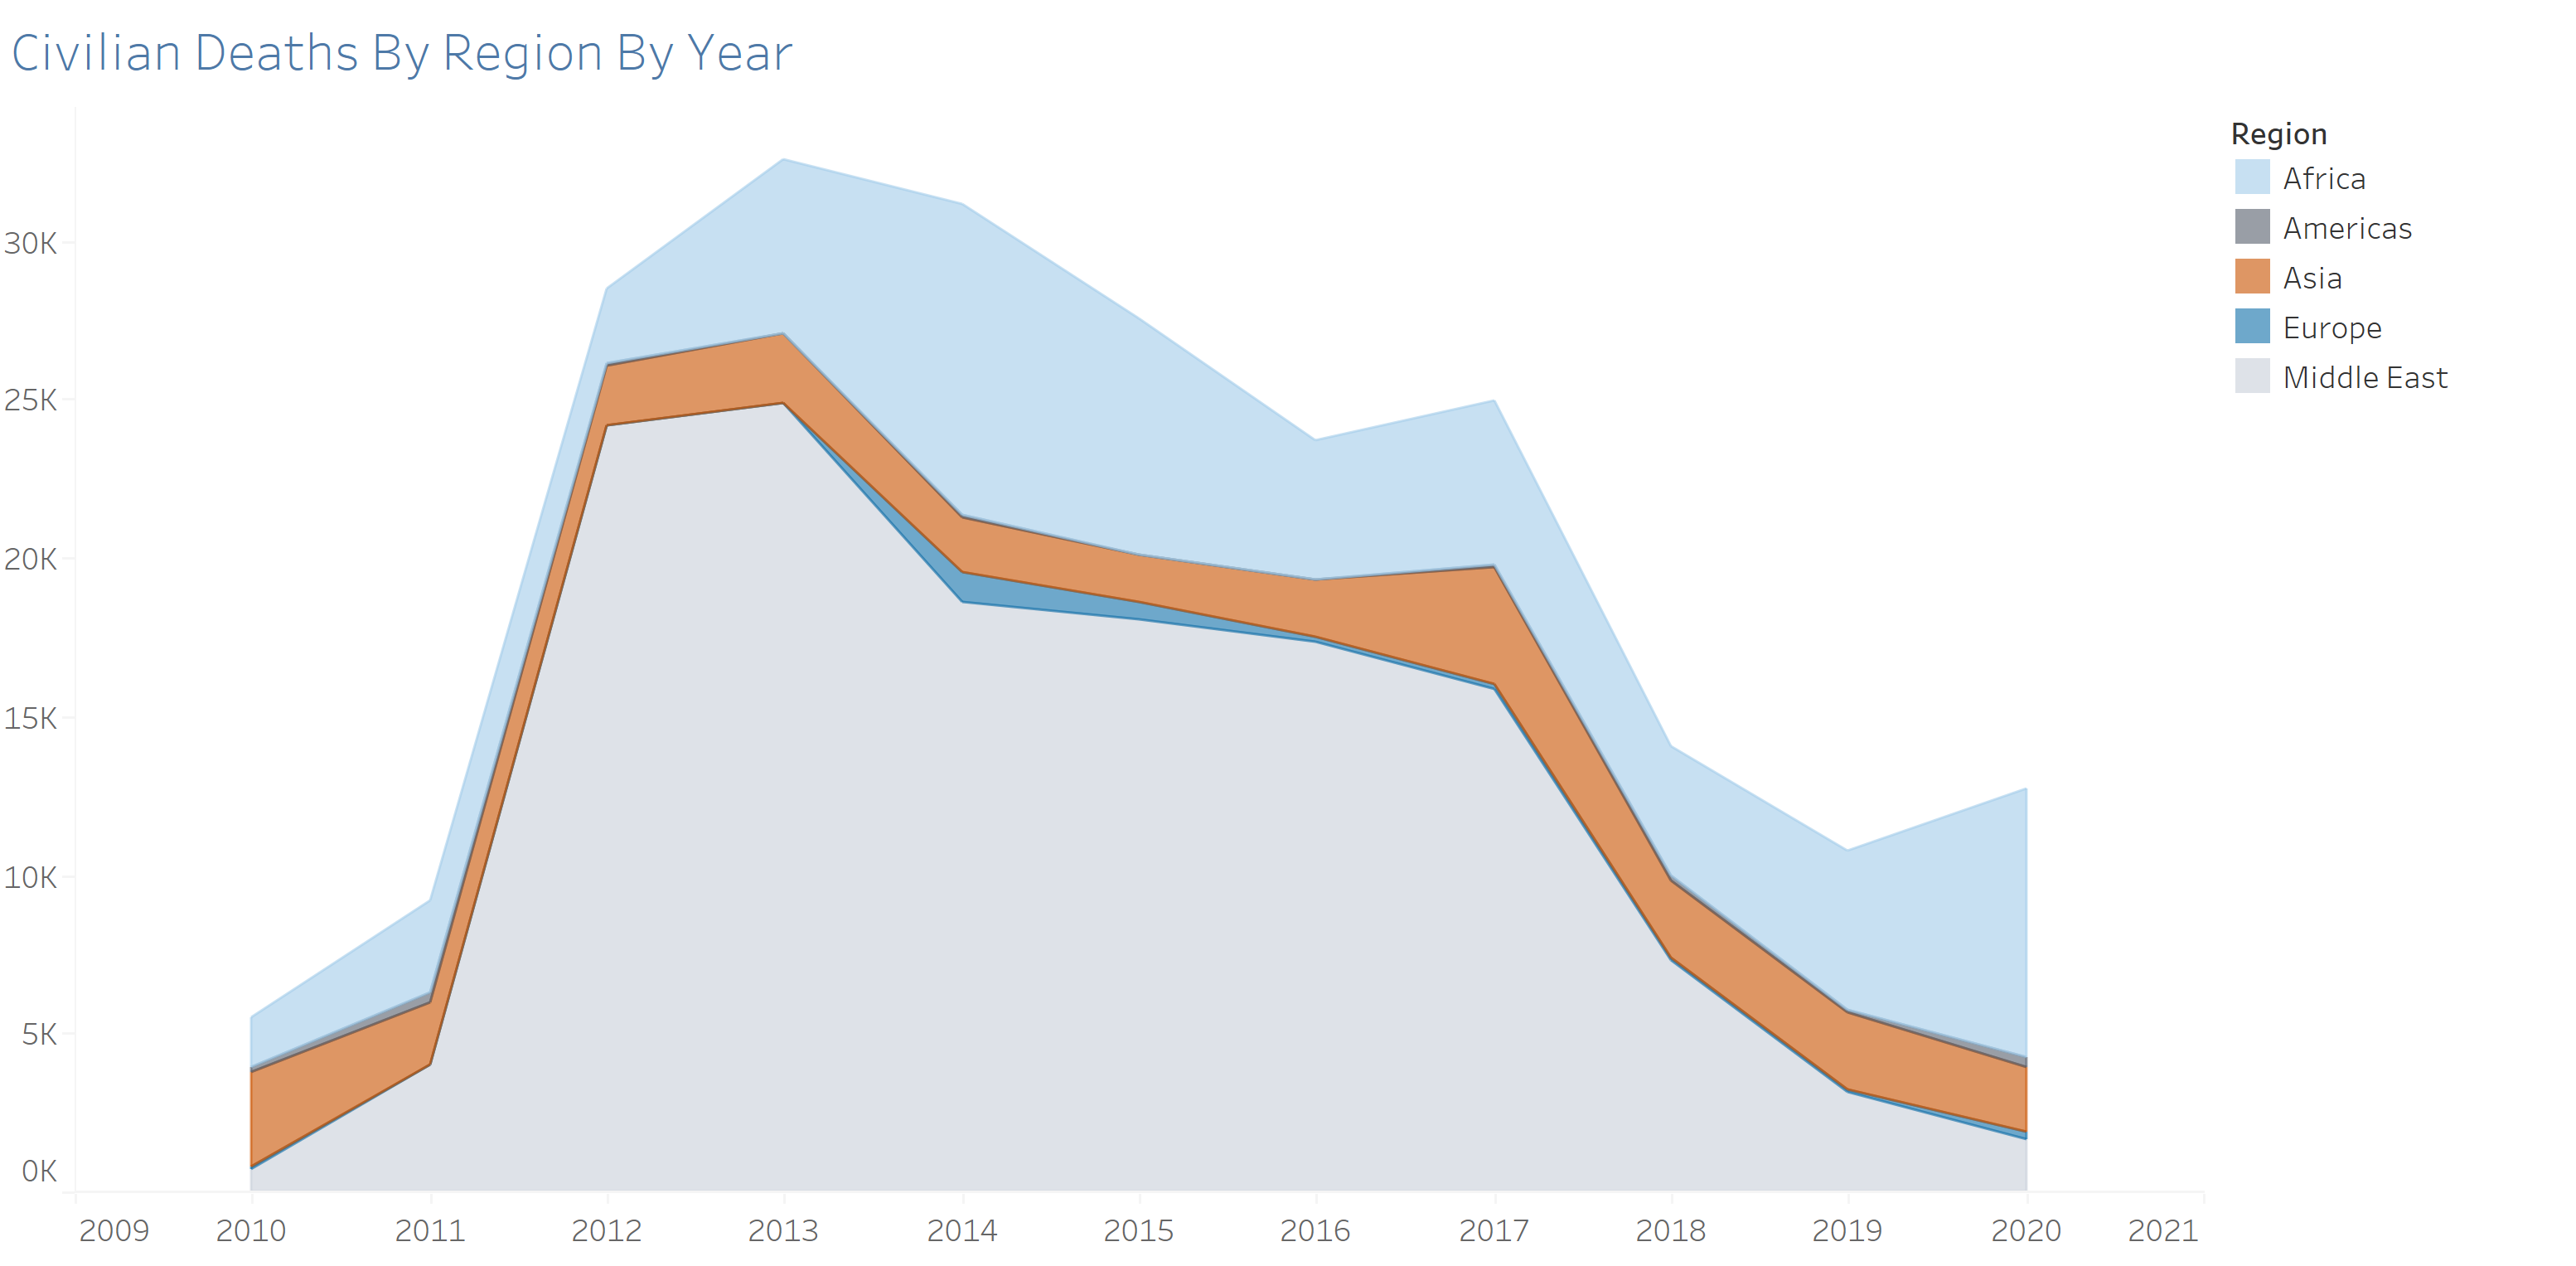 Civilian Deaths By Region By Year
Region
Africa
Americas
Asia
Europe
Middle East
30K
25K
20K
15K
10K
5K
0K
2009 2010 2011 2012 2013 2014 2015 2016 2017 2018 2019 2020 2021